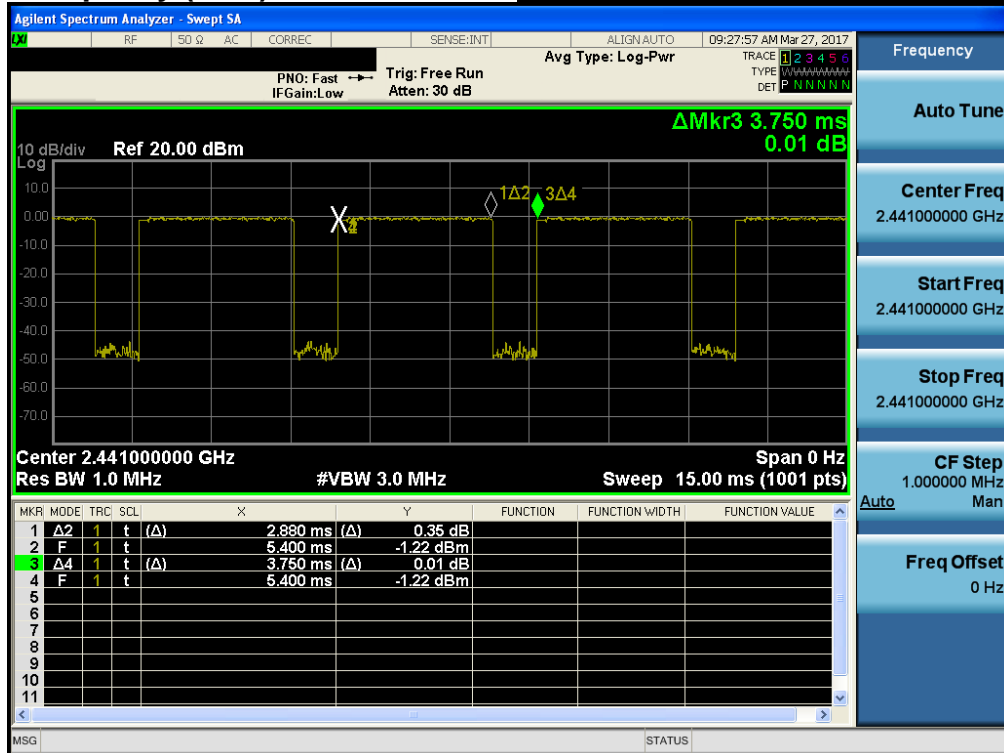 Agilent Spectrum Analyzer - Swept SA
LXI RF 50 Ω AC CORREC SENSE:INT ALIGN AUTO 09:27:57 AM Mar 27, 2017
Avg Type: Log-Pwr TRACE 1 2 3 4 5 6
PNO: Fast Trig: Free Run TYPE WWWWWW
IFGain:Low Atten: 30 dB DET P N N N N N
ΔMkr3 3.750 ms
0.01 dB
10 dB/div Ref 20.00 dBm
Log
10.0
0.00
-10.0
-20.0
-30.0
-40.0
-50.0
-60.0
-70.0
1Δ2 3Δ4
Center 2.441000000 GHz Span 0 Hz
Res BW 1.0 MHz #VBW 3.0 MHz Sweep 15.00 ms (1001 pts)
MKR MODE TRC SCL X Y FUNCTION FUNCTION WIDTH FUNCTION VALUE
1 Δ2 1 t (Δ) 2.880 ms (Δ) 0.35 dB
2 F 1 t 5.400 ms -1.22 dBm
3 Δ4 1 t (Δ) 3.750 ms (Δ) 0.01 dB
4 F 1 t 5.400 ms -1.22 dBm
5
6
7
8
9
10
11
MSG STATUS
Frequency
Auto Tune
Center Freq
2.441000000 GHz
Start Freq
2.441000000 GHz
Stop Freq
2.441000000 GHz
CF Step
1.000000 MHz
Auto Man
Freq Offset
0 Hz